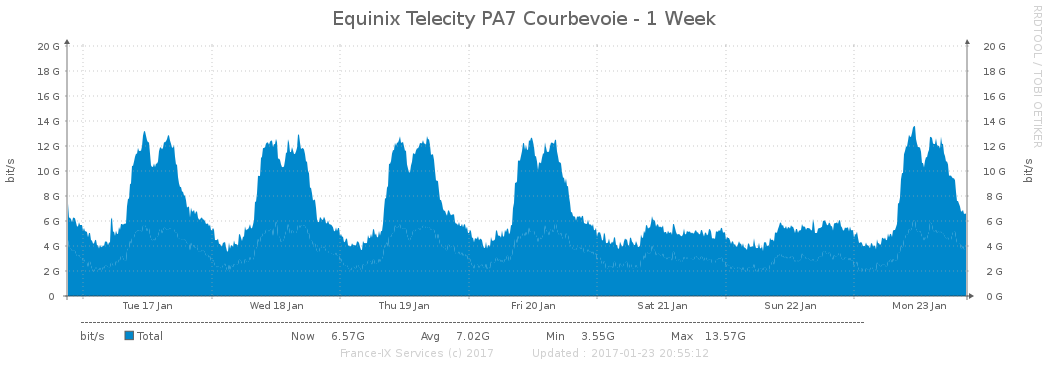 Equinix Telecity PA7 Courbevoie - 1 Week
RRDTOOL / TOBI OETIKER
bit/s
20 G 20 G
18 G 18 G
16 G 16 G
14 G 14 G
12 G 12 G
10 G 10 G
8 G 8 G
6 G 6 G
4 G 4 G
2 G 2 G
0 0 G
bit/s
Tue 17 Jan Wed 18 Jan Thu 19 Jan Fri 20 Jan Sat 21 Jan Sun 22 Jan Mon 23 Jan
bit/s Total Now 6.57G Avg 7.02G Min 3.55G Max 13.57G
France-IX Services (c) 2017 Updated : 2017-01-23 20:55:12